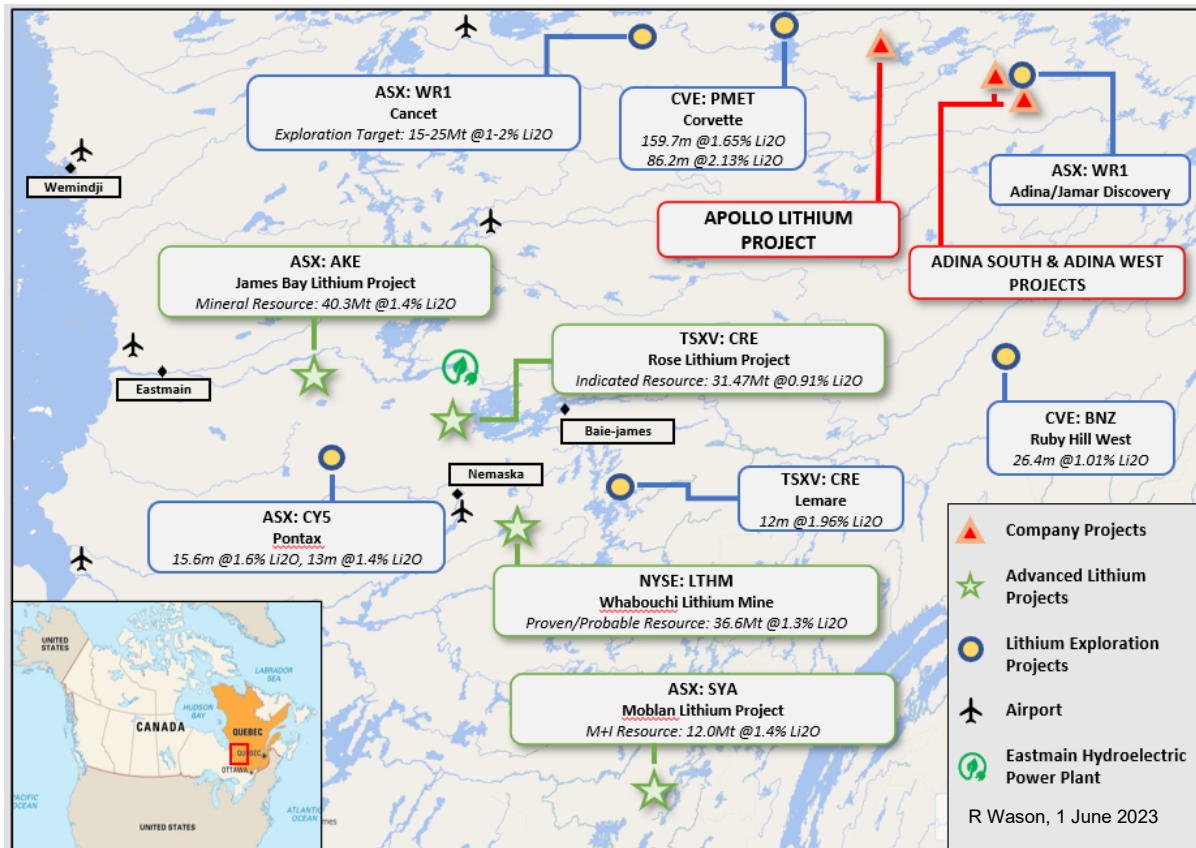 ASX: WR1
Cancet
Exploration Target: 15-25Mt @1-2% Li2O
CVE: PMET
Corvette
159.7m @1.65% Li2O
86.2m @2.13% Li2O
ASX: WR1
Adina/Jamar Discovery
Wemindji
APOLLO LITHIUM
PROJECT
ADINA SOUTH & ADINA WEST
PROJECTS
ASX: AKE
James Bay Lithium Project
Mineral Resource: 40.3Mt @1.4% Li2O
TSXV: CRE
Rose Lithium Project
Indicated Resource: 31.47Mt @0.91% Li2O
Eastmain
Baie-james
CVE: BNZ
Ruby Hill West
26.4m @1.01% Li2O
Nemaska
TSXV: CRE
Lemare
12m @1.96% Li2O
ASX: CY5
Pontax
15.6m @1.6% Li2O, 13m @1.4% Li2O
NYSE: LTHM
Whabouchi Lithium Mine
Proven/Probable Resource: 36.6Mt @1.3% Li2O
ASX: SYA
Moblan Lithium Project
M+I Resource: 12.0Mt @1.4% Li2O
Company Projects
Advanced Lithium
Projects
Lithium Exploration
Projects
Airport
Eastmain Hydroelectric
Power Plant
R Wason, 1 June 2023
UNITED
STATES
LABRADOR
SEA
HUDSON
BAY
CANADA
QUEBEC
QUEBEC
OTTAWA
PACIFIC
OCEAN
UNITED STATES
ATLANTIC
OCEAN
mes